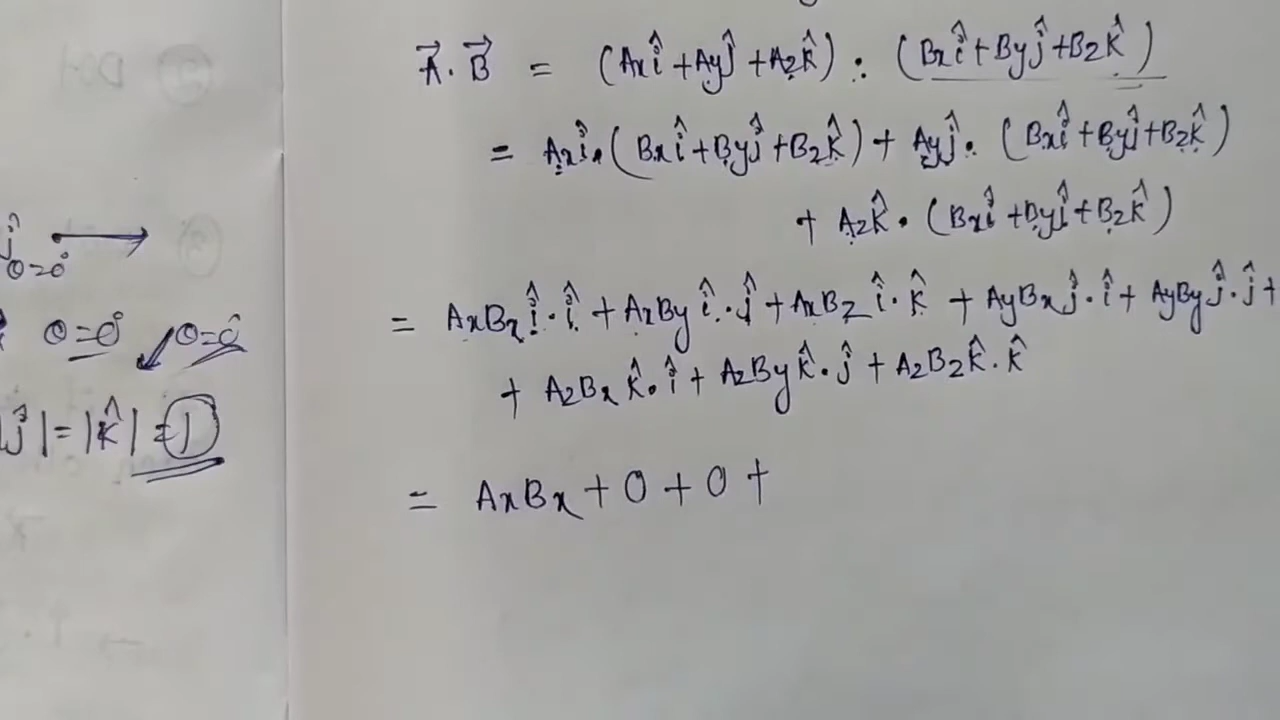 A⃗ . B⃗ = (Axî + Ayĵ + Azk̂) . (Bxî + Byĵ + Bzk̂)
= Axî . (Bxî + Byĵ + Bzk̂) + Ayĵ . (Bxî + Byĵ + Bzk̂)
+ Azk̂ . (Bxî + Byĵ + Bzk̂)
= AxBx î . î + AxBy î . ĵ + AxBz î . k̂ + AyBx ĵ . î + AyBy ĵ . ĵ +
+ AzBx k̂ . î + AzBy k̂ . ĵ + AzBz k̂ . k̂
= AxBx + 0 + 0 +
ĵ
θ=0°
θ=0° θ=0°
ĵ| = |k̂| = 1